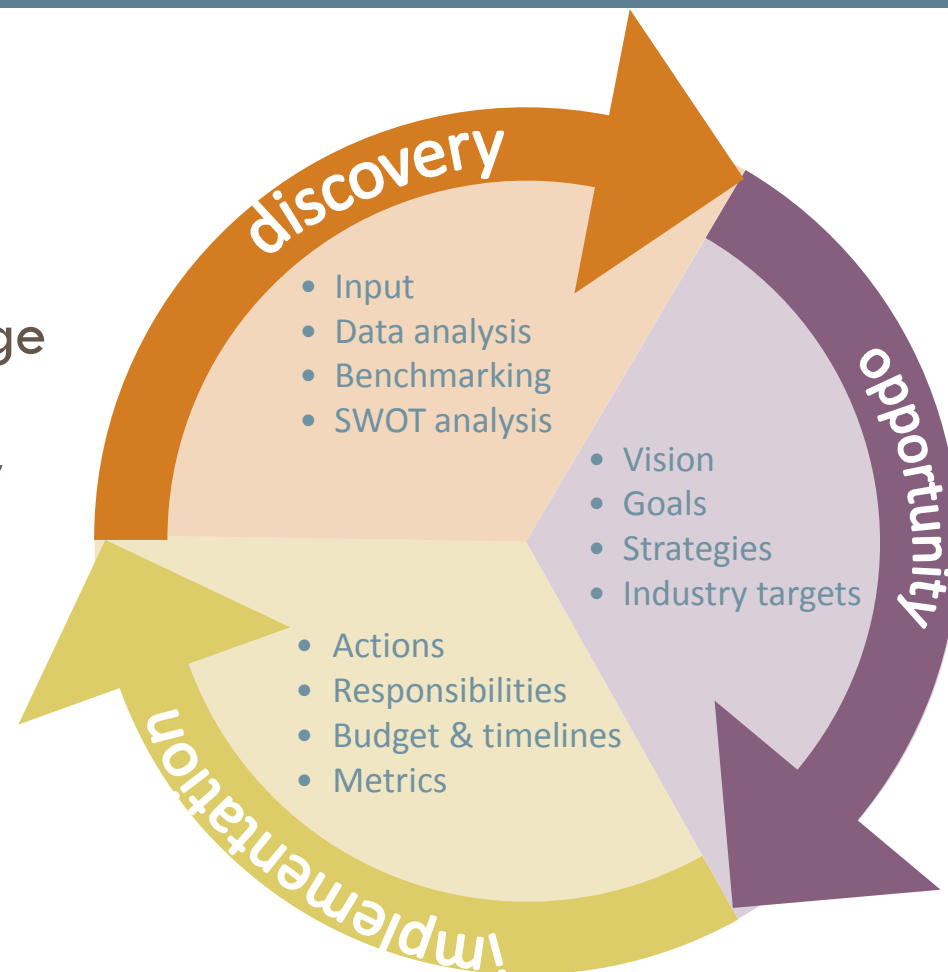 discovery
• Input
• Data analysis
• Benchmarking
• SWOT analysis
opportunity
• Vision
• Goals
• Strategies
• Industry targets
• Actions
• Responsibilities
• Budget & timelines
• Metrics
implementation